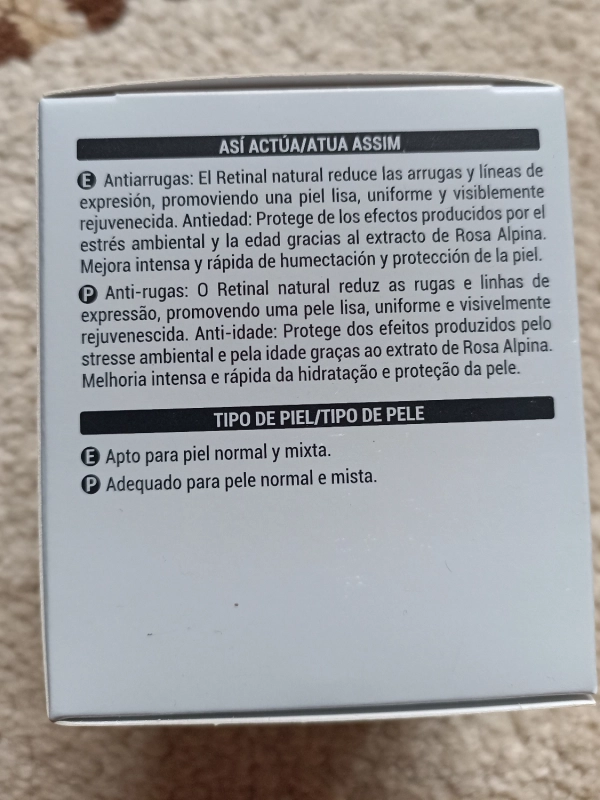 ASÍ ACTÚA/ATUA ASSIM
E Antiarrugas: El Retinal natural reduce las arrugas y líneas de
expresión, promoviendo una piel lisa, uniforme y visiblemente
rejuvenecida. Antiedad: Protege de los efectos producidos por el
estrés ambiental y la edad gracias al extracto de Rosa Alpina.
Mejora intensa y rápida de humectación y protección de la piel.
P Anti-rugas: O Retinal natural reduz as rugas e linhas de
expressão, promovendo uma pele lisa, uniforme e visivelmente
rejuvenescida. Anti-idade: Protege dos efeitos produzidos pelo
stresse ambiental e pela idade graças ao extrato de Rosa Alpina.
Melhoria intensa e rápida da hidratação e proteção da pele.
TIPO DE PIEL/TIPO DE PELE
E Apto para piel normal y mixta.
P Adequado para pele normal e mista.